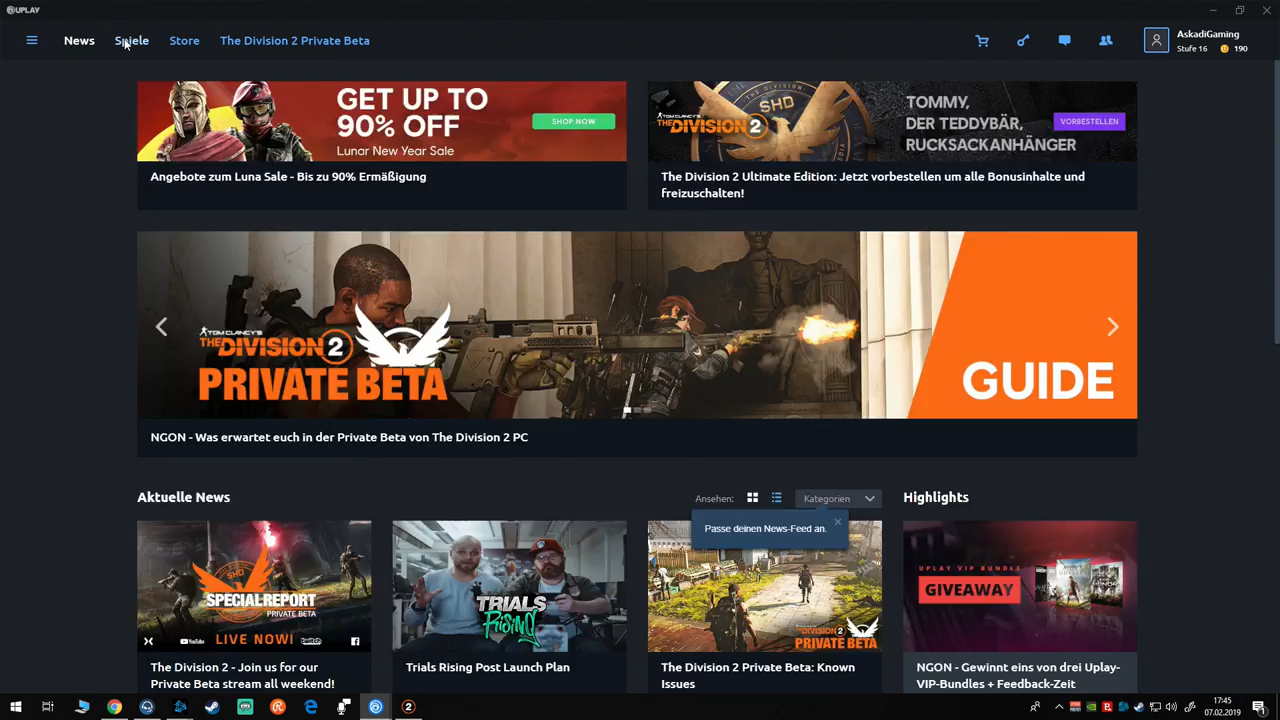 UPLAY
News
Spiele
Store
The Division 2 Private Beta
AskadiGaming
Stufe 16
190
GET UP TO
90% OFF
Lunar New Year Sale
SHOP NOW
Angebote zum Luna Sale - Bis zu 90% Ermäßigung
SHD
TOM CLANCY'S
THE DIVISION 2
TOMMY,
DER TEDDYBÄR,
RUCKSACKANHÄNGER
VORBESTELLEN
The Division 2 Ultimate Edition: Jetzt vorbestellen um alle Bonusinhalte und
freizuschalten!
TOM CLANCY'S
THE DIVISION 2
PRIVATE BETA
GUIDE
NGON - Was erwartet euch in der Private Beta von The Division 2 PC
Aktuelle News
Ansehen:
Kategorien
Highlights
Passe deinen News-Feed an.
SHD
SPECIALREPORT
PRIVATE BETA
LIVE NOW!
YouTube
twitch
The Division 2 - Join us for our
Private Beta stream all weekend!
TRIALS
RISING
Trials Rising Post Launch Plan
THE DIVISION 2
PRIVATE BETA
The Division 2 Private Beta: Known
Issues
UPLAY VIP BUNDLE
GIVEAWAY
NGON - Gewinnt eins von drei Uplay-
VIP-Bundles + Feedback-Zeit
17:45
07.02.2019